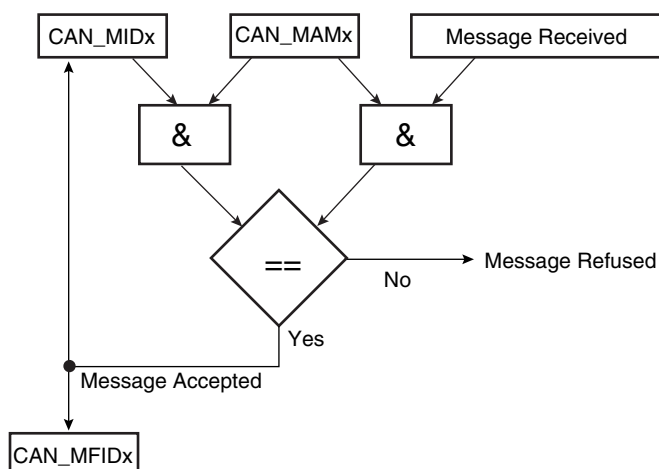 CAN_MIDx
CAN_MAMx
Message Received
&
&
==
No
Message Refused
Yes
Message Accepted
CAN_MFIDx